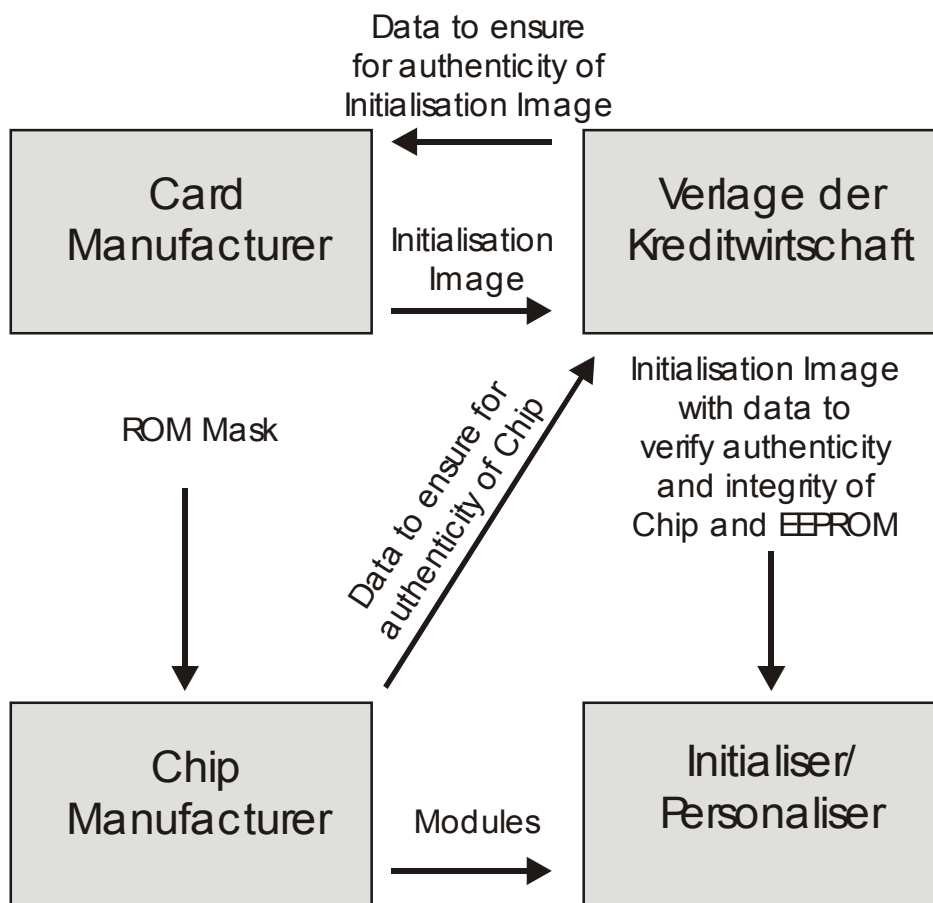 Data to ensure
for authenticity of
Initialisation Image
Card
Manufacturer
Verlage der
Kreditwirtschaft
Initialisation
Image
ROM Mask
Data to ensure for
authenticity of Chip
Initialisation Image
with data to
verify authenticity
and integrity of
Chip and EEPROM
Chip
Manufacturer
Modules
Initialiser/
Personaliser